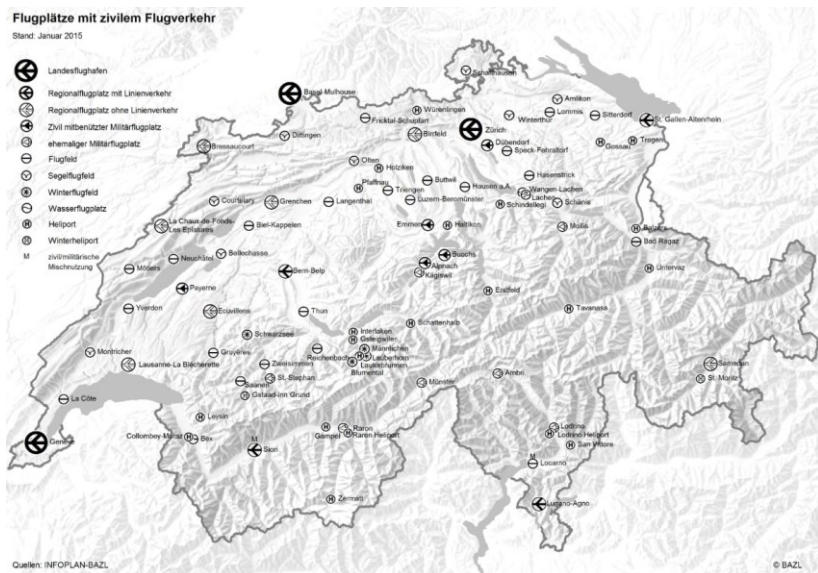 Flugplätze mit zivilem Flugverkehr
Stand: Januar 2015
Landesflughafen
Regionalflugplatz mit Linienverkehr
Regionalflugplatz ohne Linienverkehr
Zivil mitbenützter Militärflugplatz
ehemaliger Militärflugplatz
Flugfeld
Segelflugfeld
Winterflugfeld
Wasserflugplatz
Heliport
Winterheliport
M zivil/militärische
Mischnutzung
Schaffhausen
Basel-Mulhouse
Amlikon
Würenlingen
Fricktal-Schupfart
Lommis
Winterthur
Sitterdorf
St. Gallen-Altenrhein
Zürich
Birrfeld
Dittingen
Bressaucourt
Dübendorf
Speck-Fehraltorf
Gossau
Trogen
Olten
Holziken
Hasenstrick
Buttwil
Pfaffnau
Triengen
Hausen a.A.
Wangen-Lachen
Lachen
Courtelary
Grenchen
Langenthal
Luzern-Beromünster
Schindellegi
Schänis
La Chaux-de-Fonds-
Les Eplatures
Biel-Kappelen
Emmen
Haltikon
Mollis
Balzers
Bad Ragaz
Bellechasse
Neuchâtel
Môtiers
Buochs
Alpnach
Kägiswil
Bern-Belp
Untervaz
Payerne
Erstfeld
Yverdon
Ecuvillens
Thun
Tavanasa
Schattenhalb
Schwarzsee
Interlaken
Gsteigwiler
Männlichen
Lauberhorn
Lauterbrunnen
Blumental
Reichenbach
Montricher
Gruyères
Lausanne-La Blécherette
Zweisimmen
St. Stephan
Saanen
Gstaad-Inn Grund
Münster
Ambri
Samedan
St. Moritz
La Côte
Leysin
Collombey-Muraz
Bex
Genève
M
Sion
Gampel
Raron
Raron Heliport
Lodrino
Lodrino Heliport
San Vittore
M
Locarno
Zermatt
Lugano-Agno
Quellen: INFOPLAN-BAZL
© BAZL